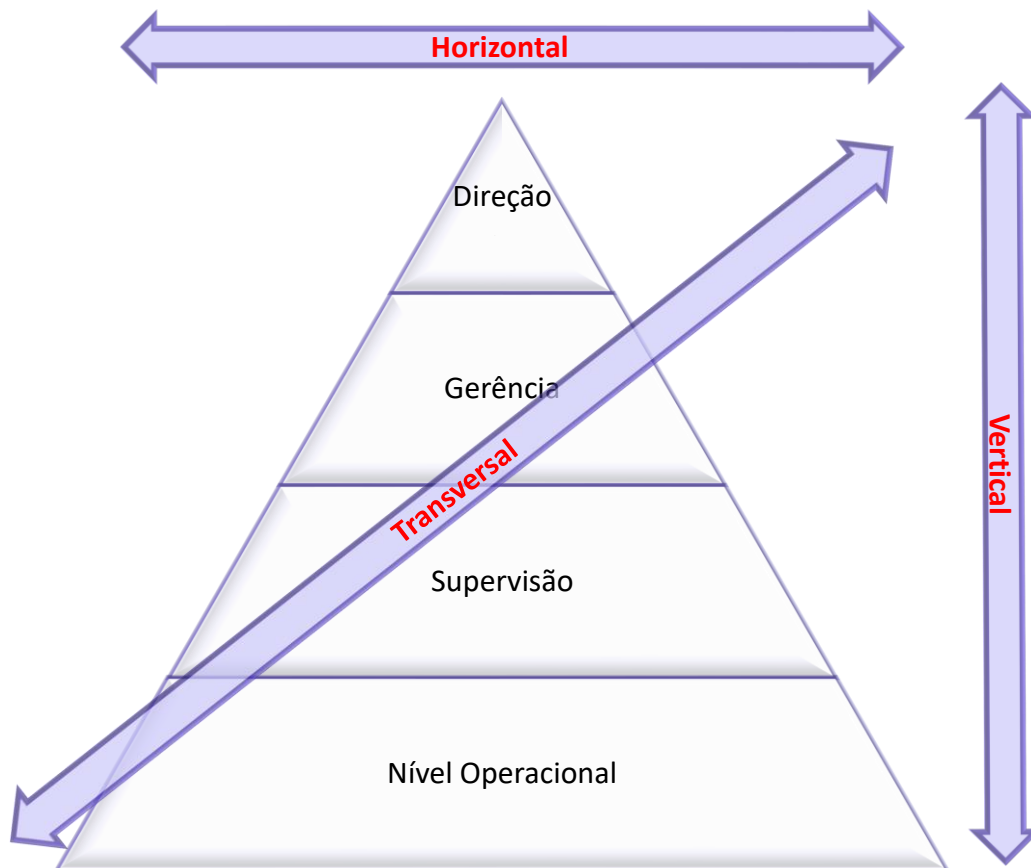 Horizontal
Direção
Gerência
Transversal
Vertical
Supervisão
Nível Operacional